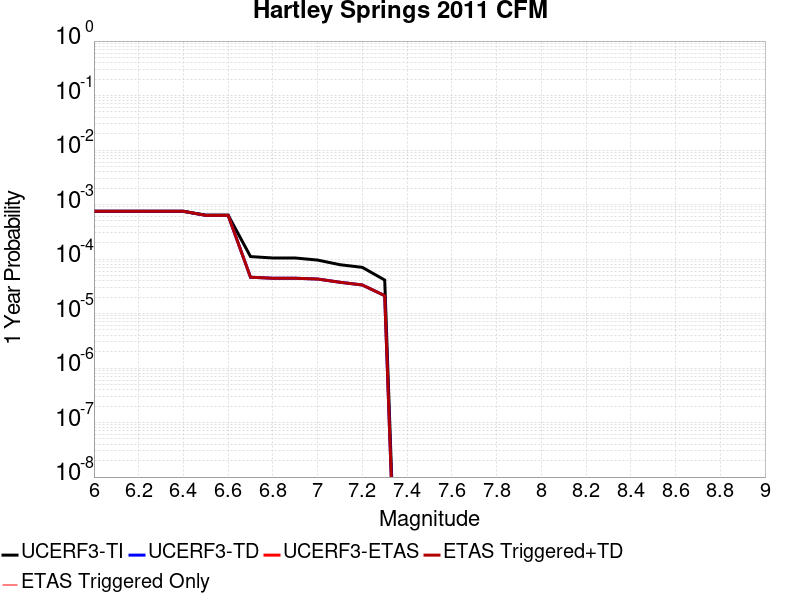 Hartley Springs 2011 CFM
10^0
10^-1
10^-2
10^-3
10^-4
10^-5
10^-6
10^-7
10^-8
1 Year Probability
6 6.2 6.4 6.6 6.8 7 7.2 7.4 7.6 7.8 8 8.2 8.4 8.6 8.8 9
Magnitude
UCERF3-TI UCERF3-TD UCERF3-ETAS ETAS Triggered+TD
ETAS Triggered Only